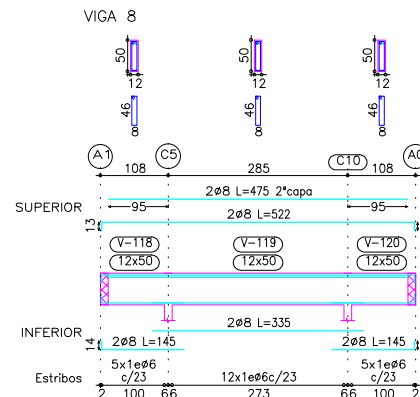 VIGA 8
50 50 50
12 12 12
46 46 46
8 8 8
A1 C5 C10
108 285 108
2ø8 L=475 2ªcapa
95 95
SUPERIOR
2ø8 L=522
13
V-118 V-119 V-120
12x50 12x50 12x50
2ø8 L=335
INFERIOR
2ø8 L=145 2ø8 L=145
14
5x1eø6 5x1eø6
Estribos c/23 12x1eø6c/23 c/23
2 100 66 273 66 100 2